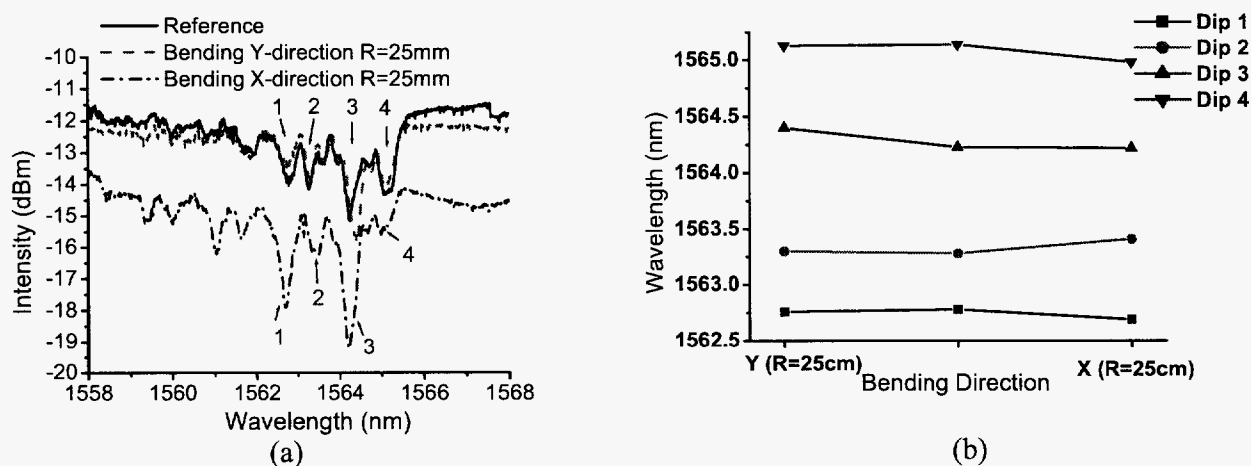 Reference
Bending Y-direction R=25mm
Bending X-direction R=25mm
-10
-11
-12
-13
-14
-15
-16
-17
-18
-19
-20
Intensity (dBm)
1 2 3 4
4
2
1
3
1558 1560 1562 1564 1566 1568
Wavelength (nm)
(a)
Dip 1
Dip 2
Dip 3
Dip 4
1565.0
1564.5
1564.0
1563.5
1563.0
1562.5
Wavelength (nm)
Y (R=25cm) X (R=25cm)
Bending Direction
(b)